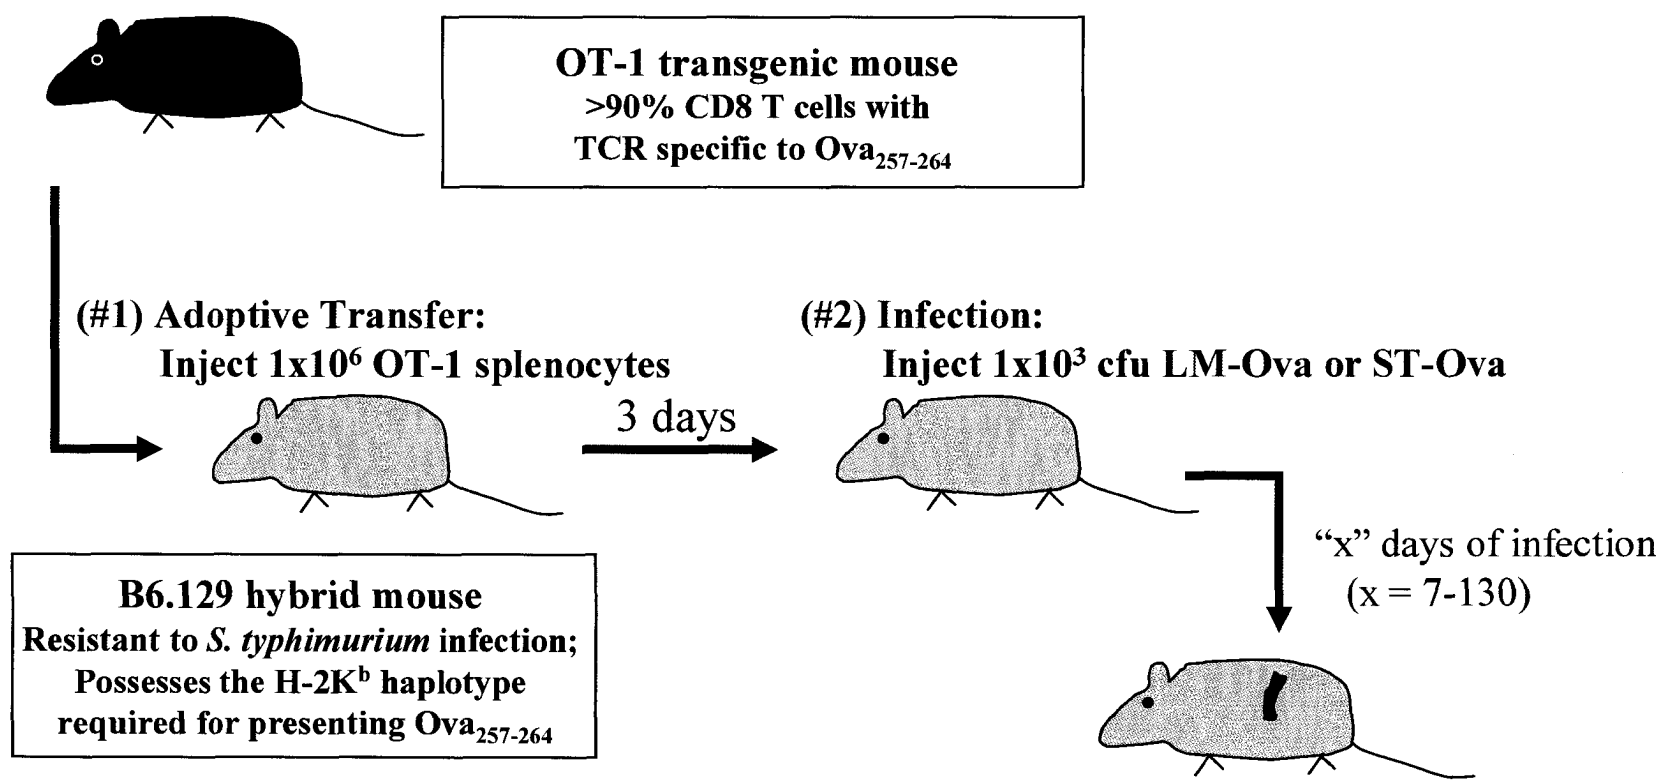 OT-1 transgenic mouse
>90% CD8 T cells with
TCR specific to Ova257-264
(#1) Adoptive Transfer:
Inject 1x10⁶ OT-1 splenocytes
3 days
(#2) Infection:
Inject 1x10³ cfu LM-Ova or ST-Ova
“x” days of infection
(x = 7-130)
B6.129 hybrid mouse
Resistant to S. typhimurium infection;
Possesses the H-2Kᵇ haplotype
required for presenting Ova257-264